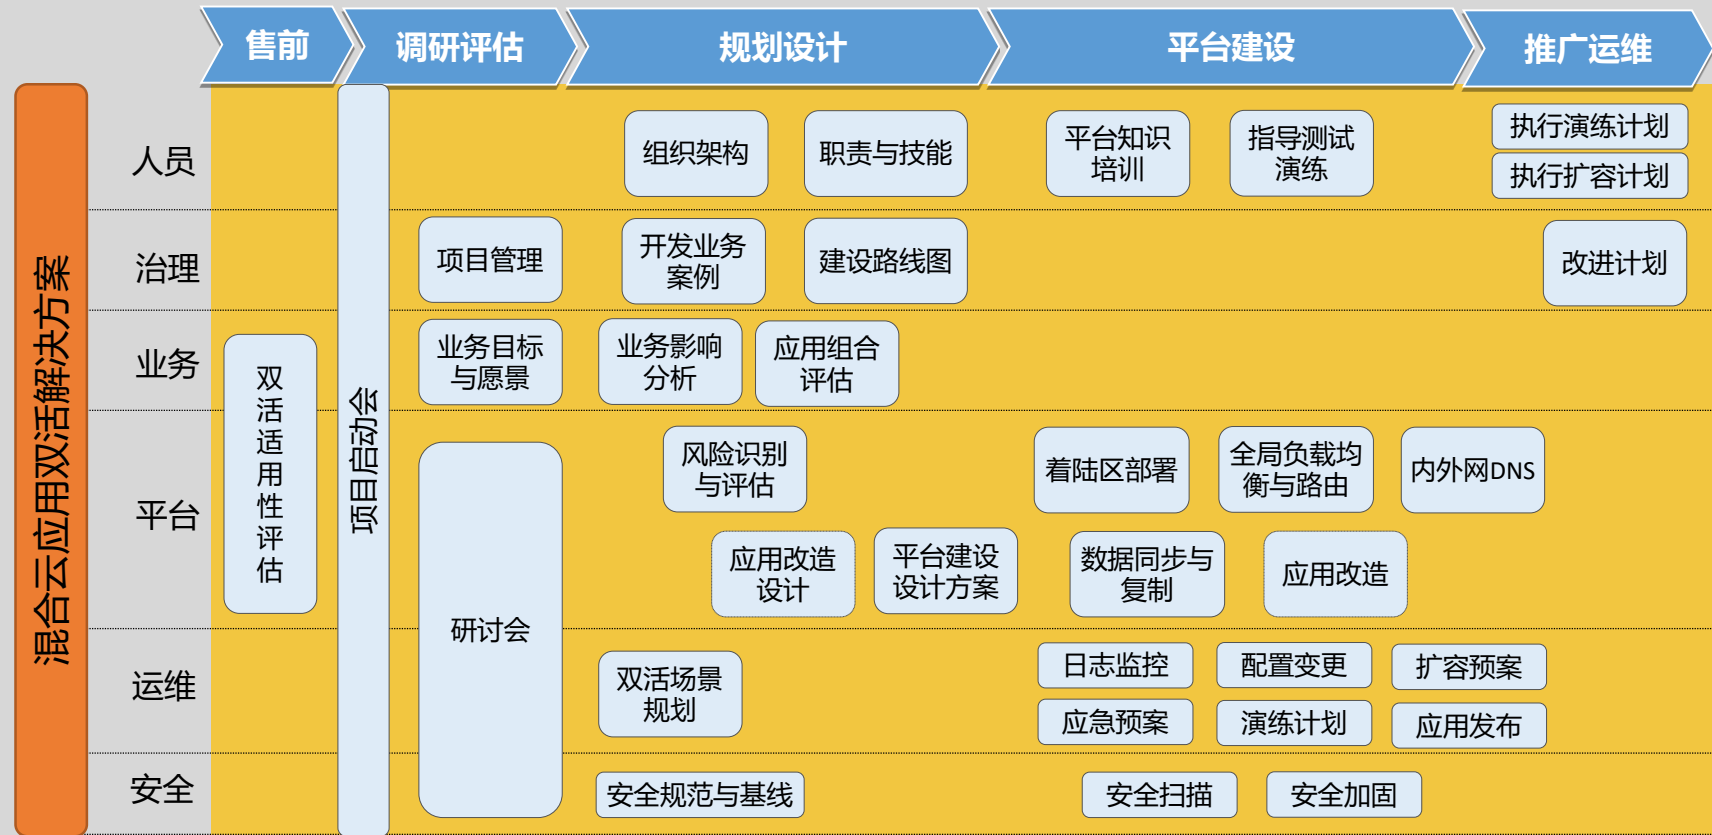 售前
调研评估
规划设计
平台建设
推广运维
混合云应用双活解决方案
人员
组织架构
职责与技能
平台知识
培训
指导测试
演练
执行演练计划
执行扩容计划
治理
项目管理
开发业务
案例
建设路线图
改进计划
业务
双活适用性评估
项目启动会
业务目标
与愿景
业务影响
分析
应用组合
评估
平台
研讨会
风险识别
与评估
应用改造
设计
平台建设
设计方案
着陆区部署
全局负载均
衡与路由
内外网DNS
数据同步与
复制
应用改造
运维
双活场景
规划
日志监控
配置变更
扩容预案
应急预案
演练计划
应用发布
安全
安全规范与基线
安全扫描
安全加固